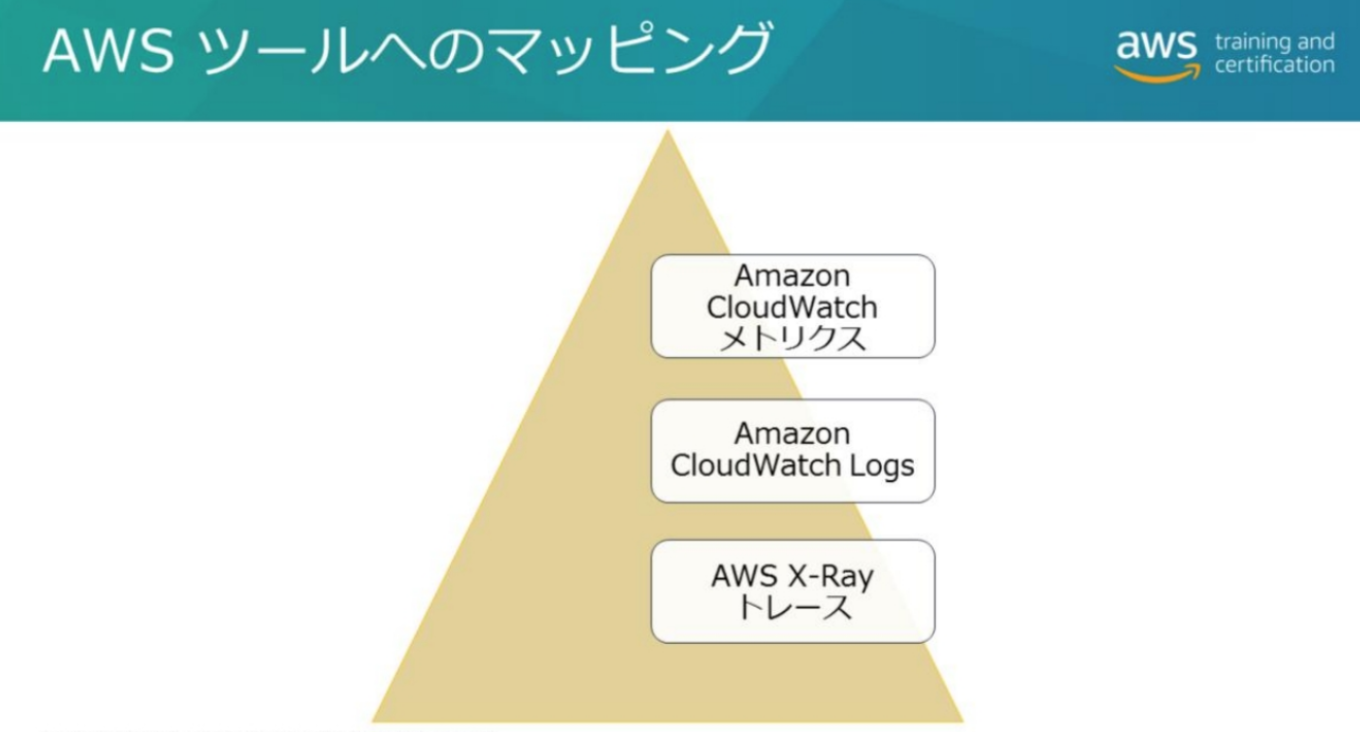 AWS ツールへのマッピング
aws training and
certification
Amazon
CloudWatch
メトリクス
Amazon
CloudWatch Logs
AWS X-Ray
トレース